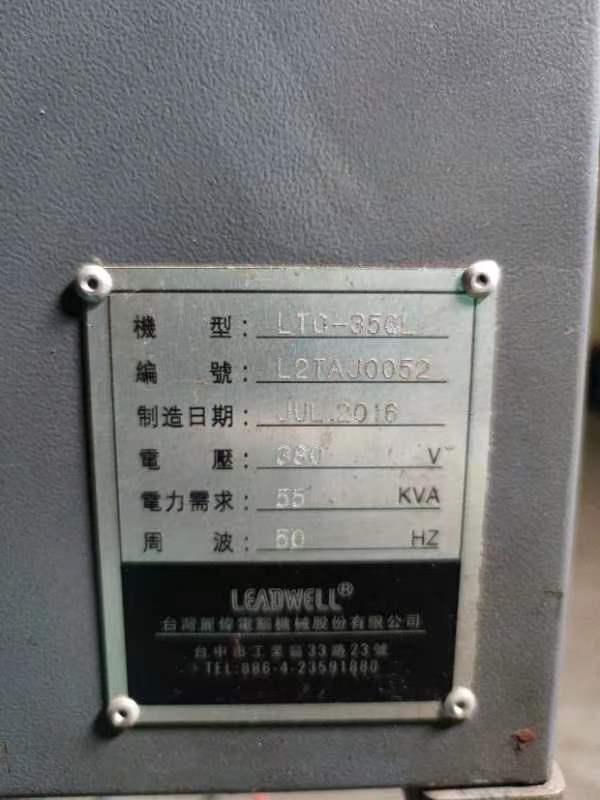 機 型: LTC-35GL
編 號: L2TAJ0052
制造日期: JUL.2016
電 壓: 380 V
電力需求: 55 KVA
周 波: 50 HZ
LEADWELL®
台灣麗偉電腦機械股份有限公司
台中市工業區33路23號
TEL:886-4-23591880